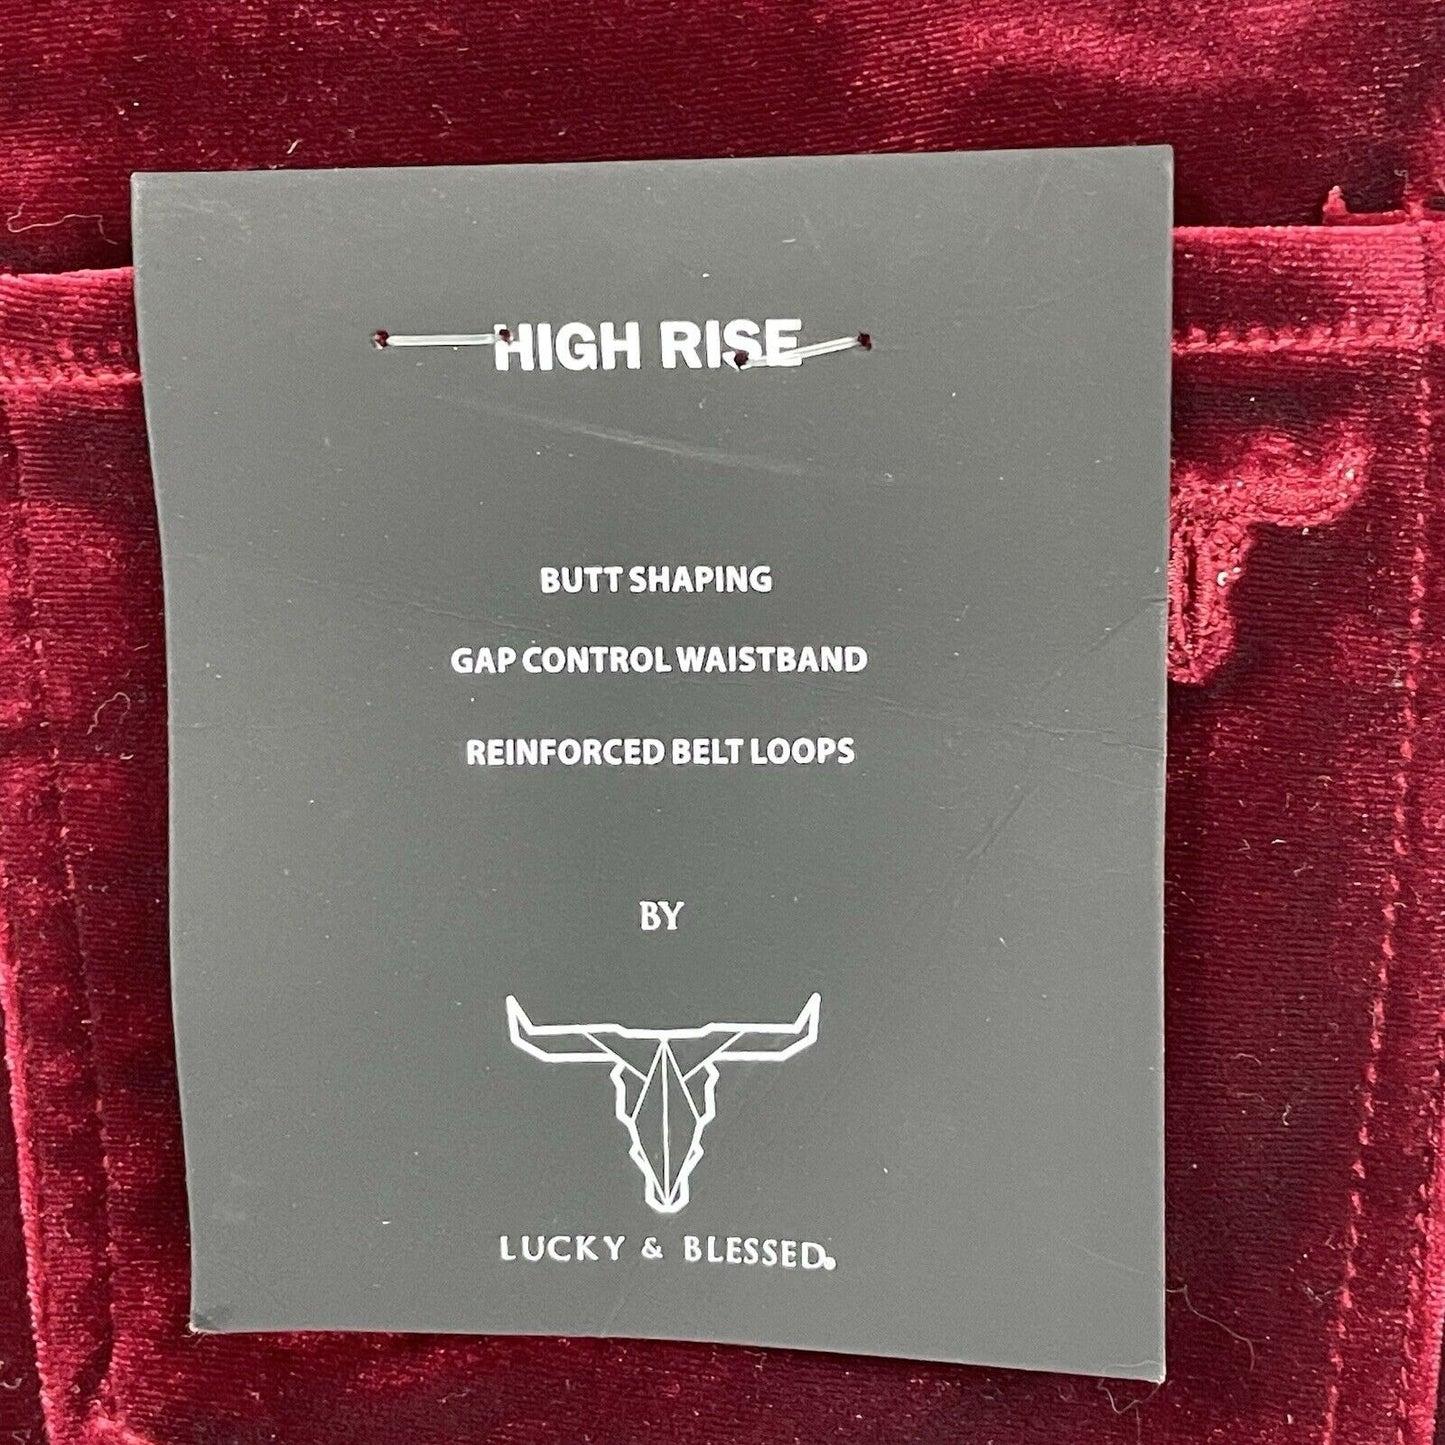 HIGH RISE
BUTT SHAPING
GAP CONTROL WAISTBAND
REINFORCED BELT LOOPS
BY
LUCKY & BLESSED®